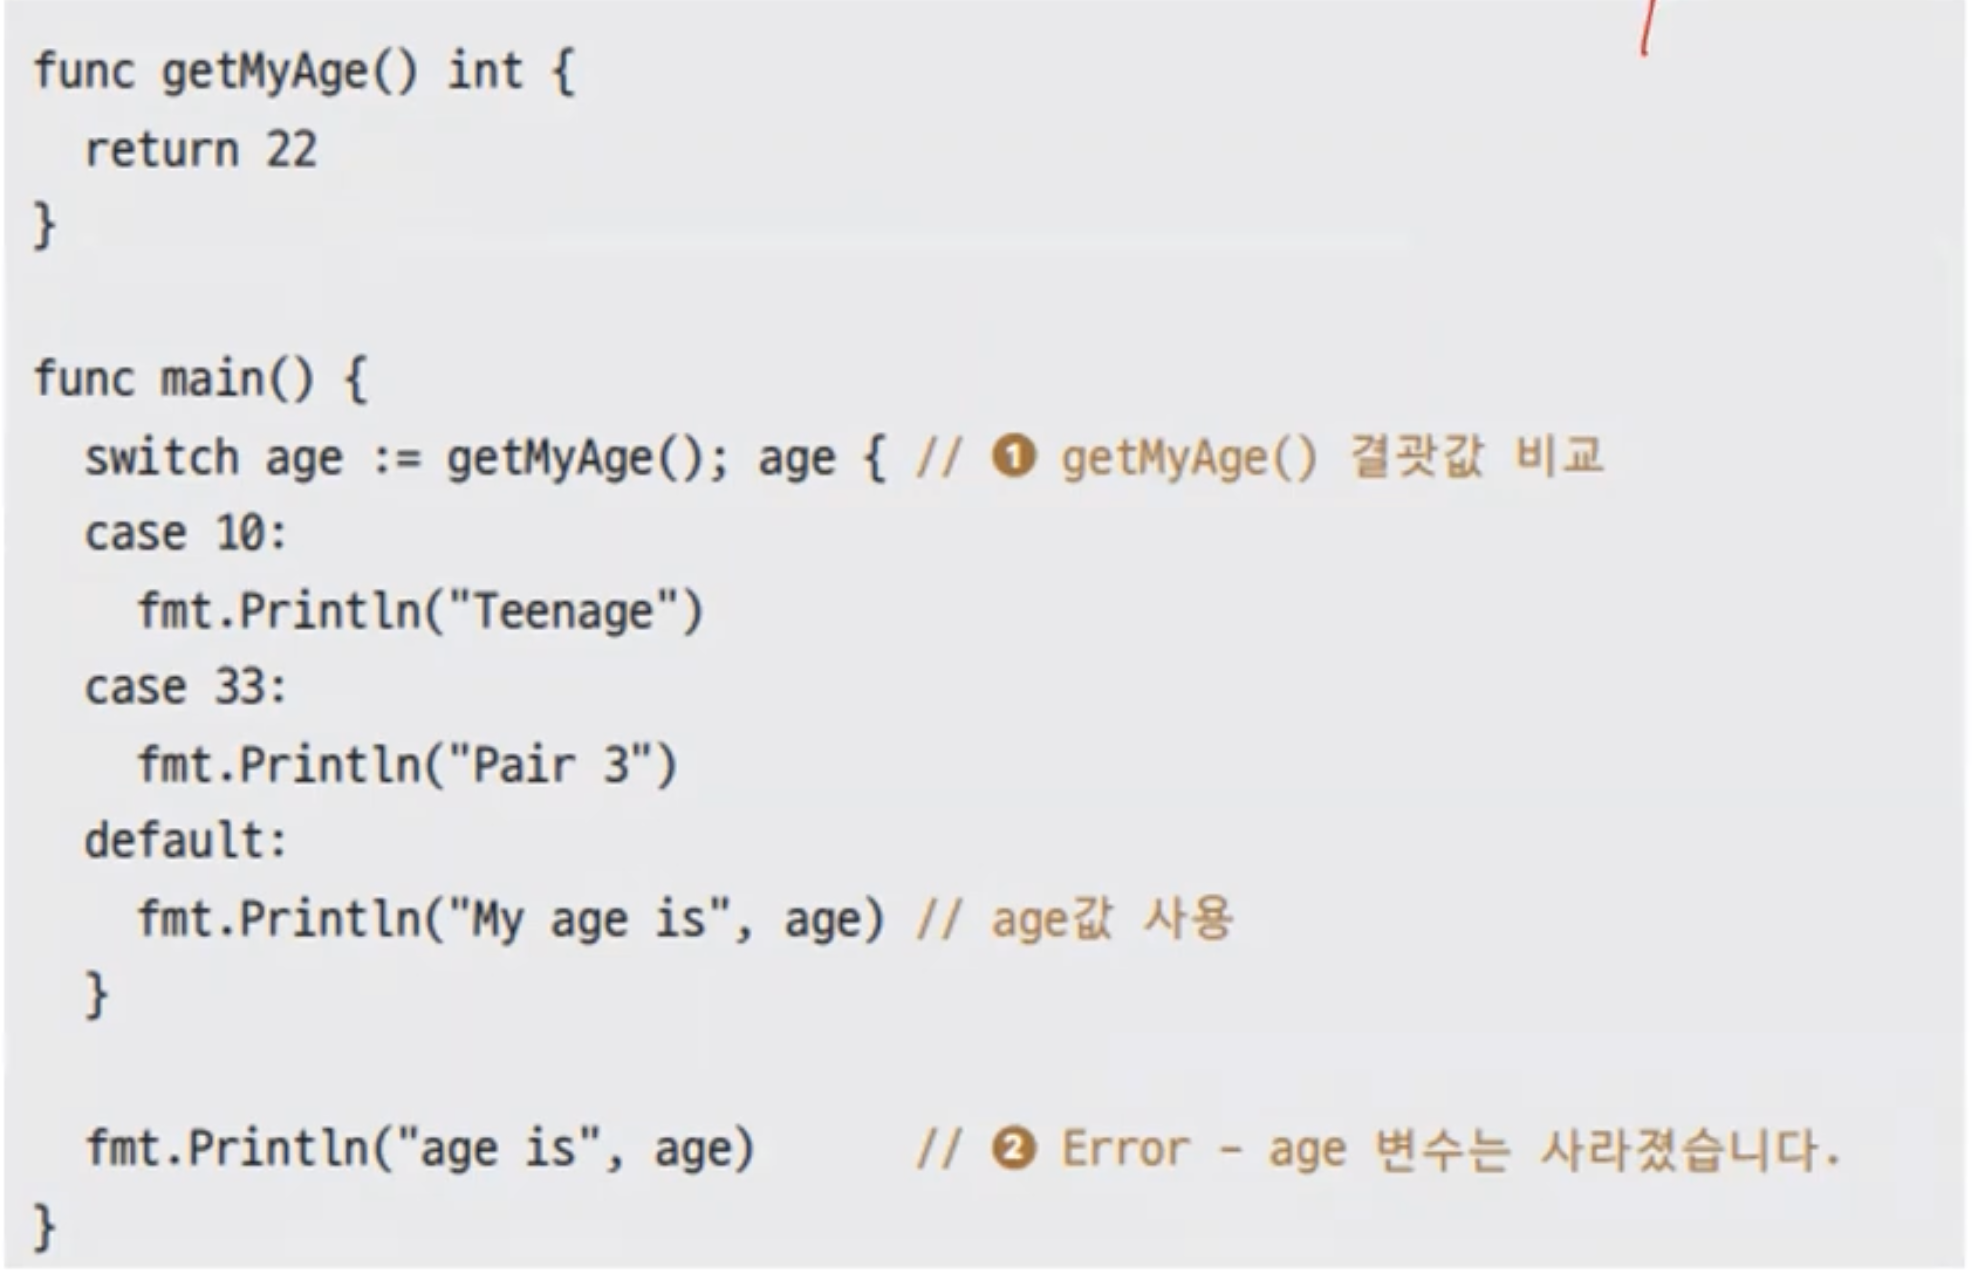 func getMyAge() int {
  return 22
}

func main() {
  switch age := getMyAge(); age { // ❶ getMyAge() 결괏값 비교
  case 10:
    fmt.Println("Teenage")
  case 33:
    fmt.Println("Pair 3")
  default:
    fmt.Println("My age is", age) // age값 사용
  }

  fmt.Println("age is", age)      // ❷ Error - age 변수는 사라졌습니다.
}